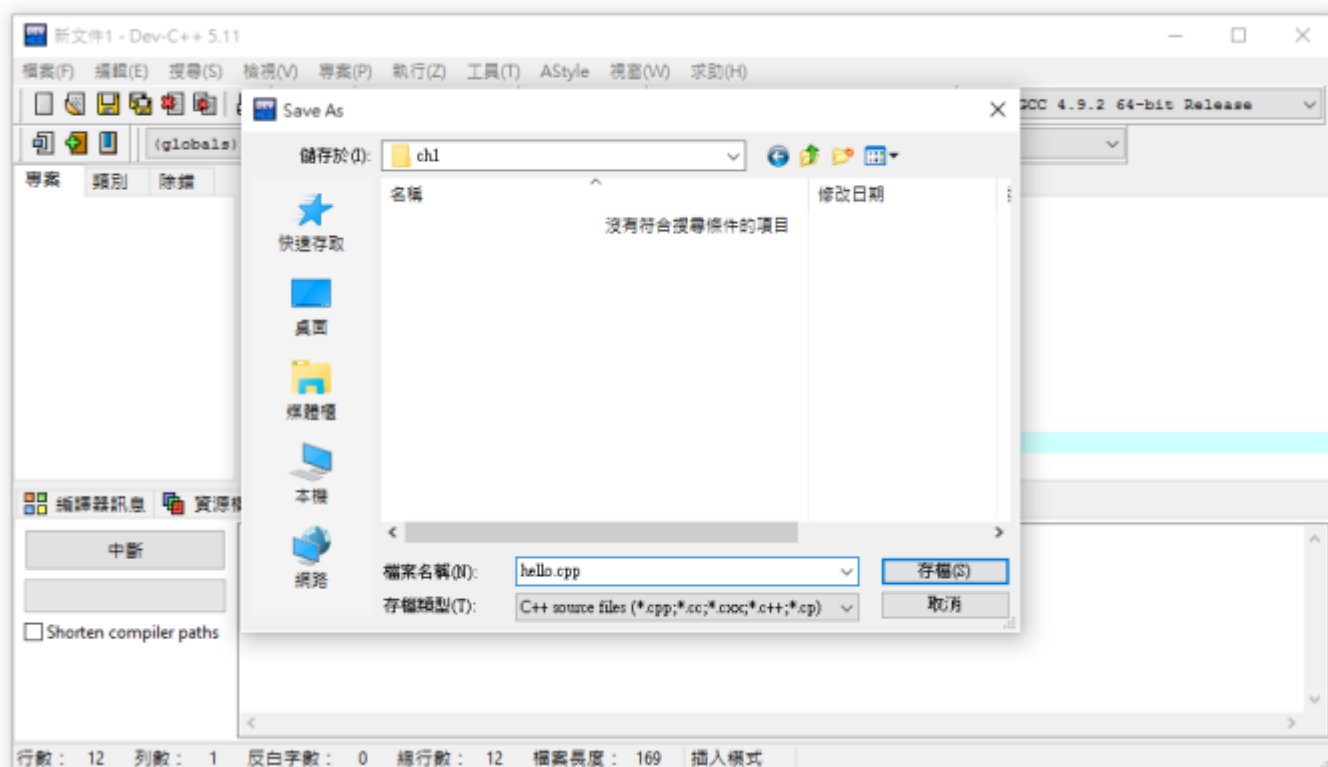 新文件1 - Dev-C++ 5.11
檔案(F) 編輯(E) 搜尋(S) 檢視(V) 專案(P) 執行(Z) 工具(T) AStyle 視窗(W) 求助(H)
Save As
GCC 4.9.2 64-bit Release
(globals)
儲存於(I): ch1
專案 類別 除錯
名稱 修改日期
沒有符合搜尋條件的項目
快速存取
桌面
媒體櫃
本機
網路
編譯器訊息 資源檔
中斷
檔案名稱(N): hello.cpp 存檔(S)
存檔類型(T): C++ source files (*.cpp;*.cc;*.cxx;*.c++;*.cp) 取消
Shorten compiler paths
行數: 12 列數: 1 反白字數: 0 總行數: 12 檔案長度: 169 插入模式